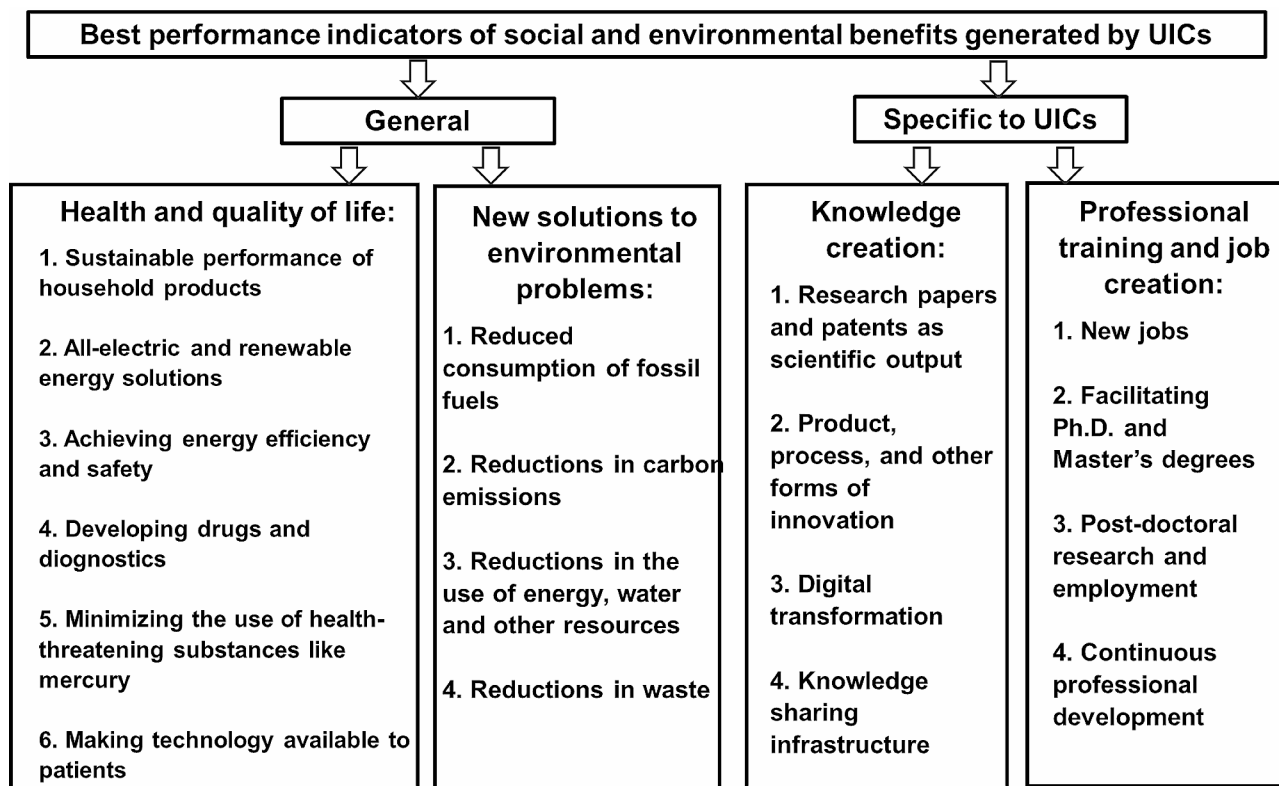 Best performance indicators of social and environmental benefits generated by UICs
General
Specific to UICs
Health and quality of life:
1. Sustainable performance of
household products
2. All-electric and renewable
energy solutions
3. Achieving energy efficiency
and safety
4. Developing drugs and
diognostics
5. Minimizing the use of health-
threatening substances like
mercury
6. Making technology available to
patients
New solutions to
environmental
problems:
1. Reduced
consumption of fossil
fuels
2. Reductions in carbon
emissions
3. Reductions in the
use of energy, water
and other resources
4. Reductions in waste
Knowledge
creation:
1. Research papers
and patents as
scientific output
2. Product,
process, and other
forms of
innovation
3. Digital
transformation
4. Knowledge
sharing
infrastructure
Professional
training and job
creation:
1. New jobs
2. Facilitating
Ph.D. and
Master's degrees
3. Post-doctoral
research and
employment
4. Continuous
professional
development